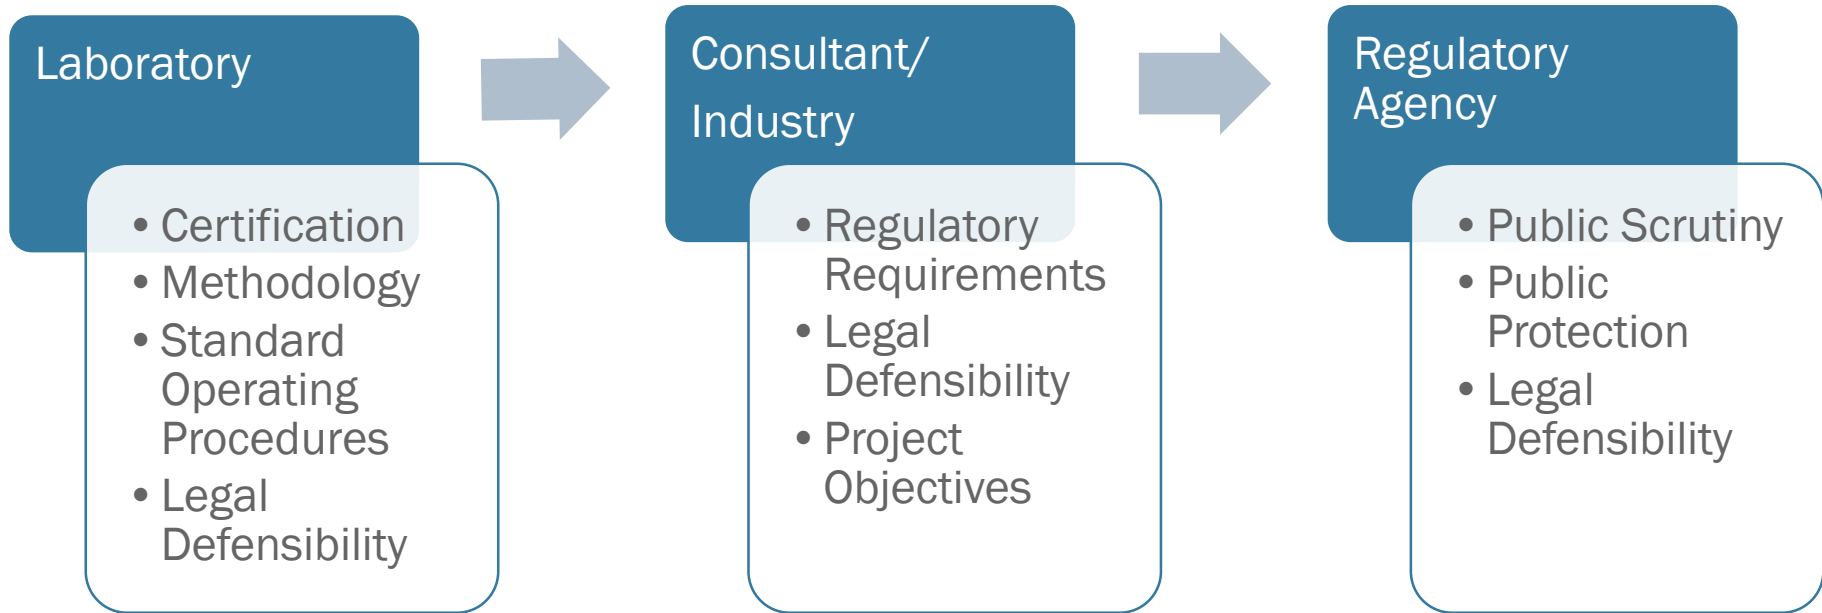 Laboratory
• Certification
• Methodology
• Standard
Operating
Procedures
• Legal
Defensibility
Consultant/
Industry
• Regulatory
Requirements
• Legal
Defensibility
• Project
Objectives
Regulatory
Agency
• Public Scrutiny
• Public
Protection
• Legal
Defensibility